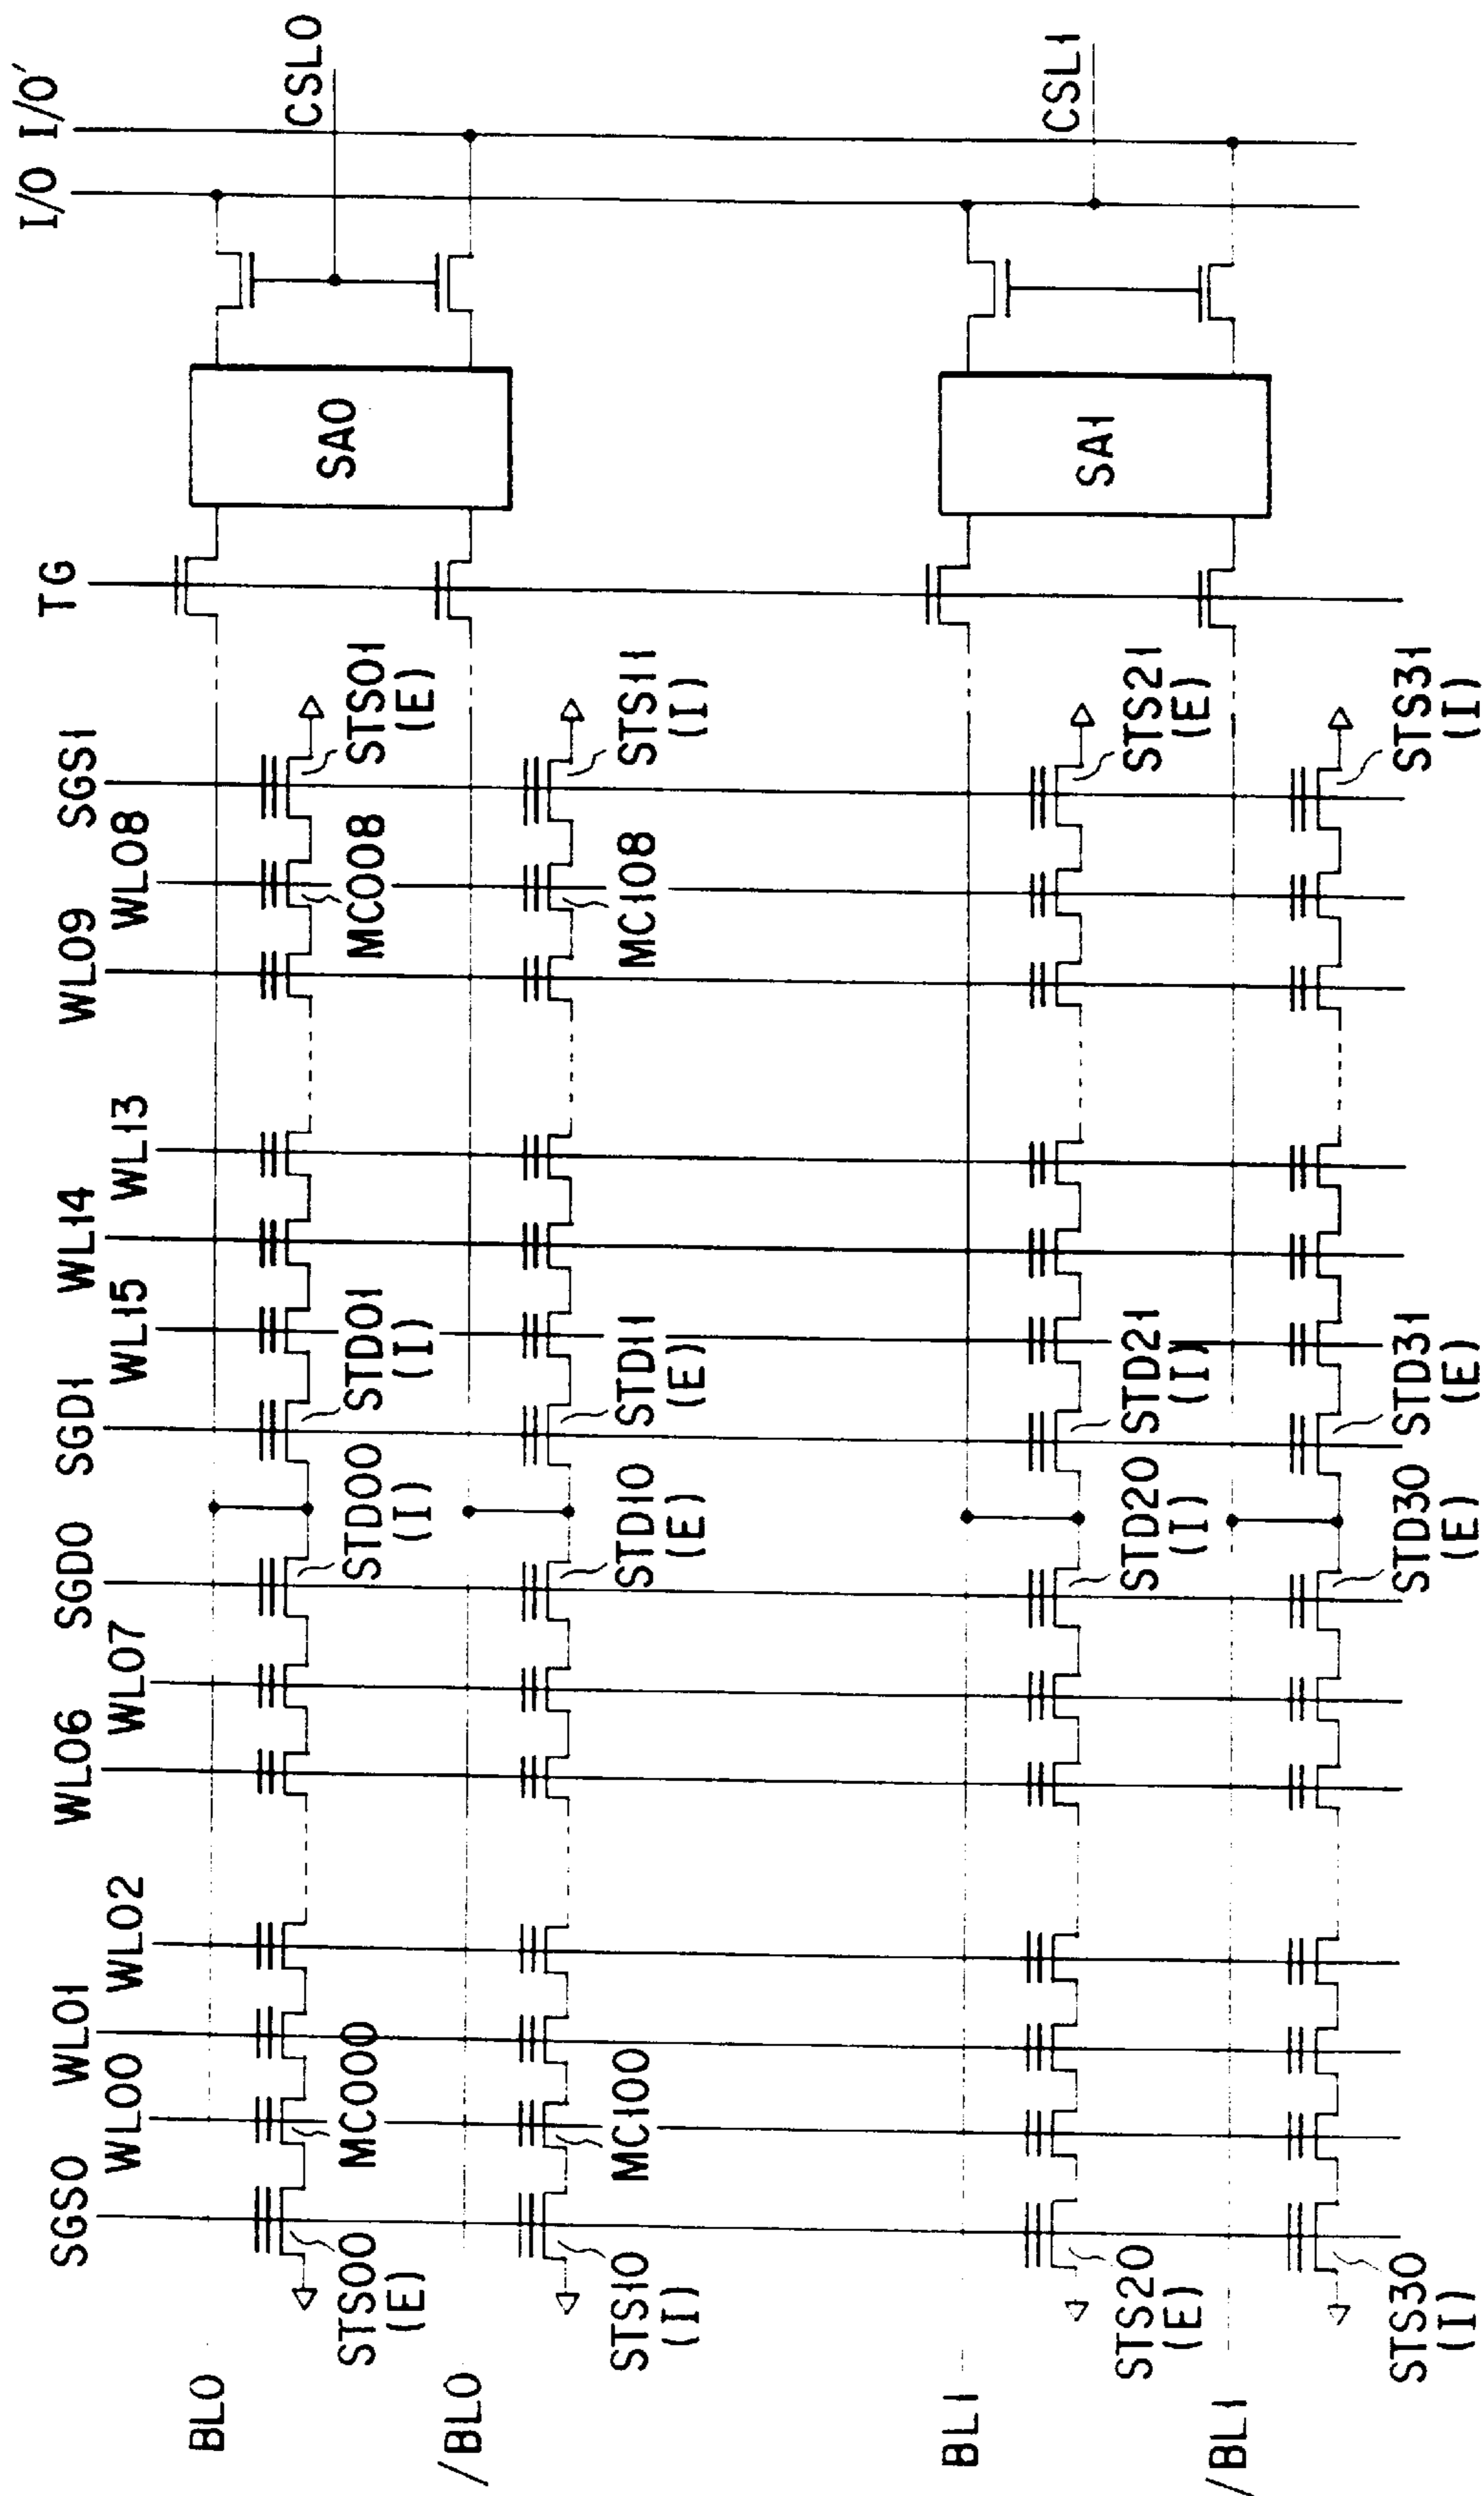 I/O I/O'
CSL0
CSL1
SA0
SA1
TG
SGS1
WL08
WL09
WL13
WL14
WL15
SGD1
SGD0
WL07
WL06
WL02
WL01
WL00
SGS0
STS01
(E)
STS11
(I)
STS21
(E)
STS31
(I)
MC008
MC108
STD01
(I)
STD11
(E)
STD21
(I)
STD31
(E)
STD00
(I)
STD10
(E)
STD20
(I)
STD30
(E)
MC000
MC100
STS00
(E)
STS10
(I)
STS20
(E)
STS30
(I)
BL0
/BL0
BL1
/BL1